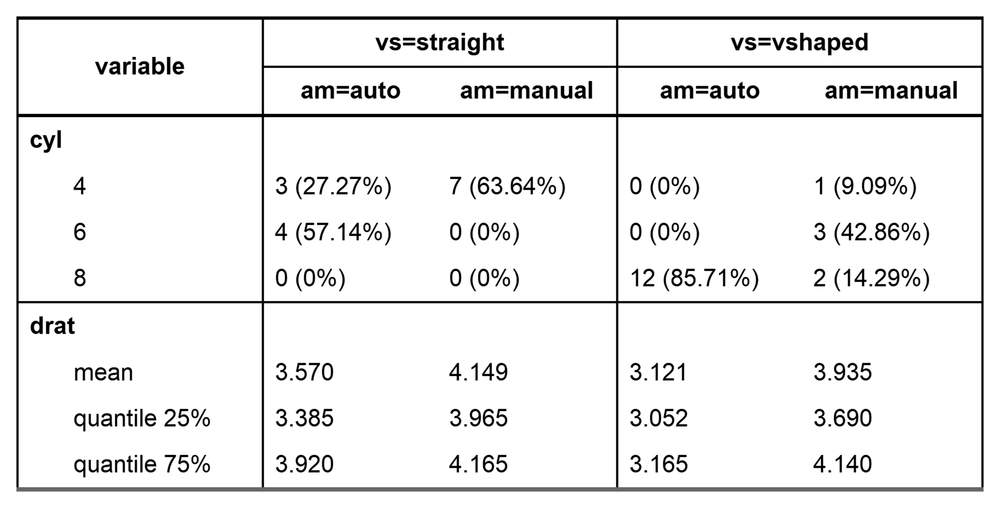 vs=straight vs=vshaped
variable
am=auto am=manual am=auto am=manual
cyl
4 3 (27.27%) 7 (63.64%) 0 (0%) 1 (9.09%)
6 4 (57.14%) 0 (0%) 0 (0%) 3 (42.86%)
8 0 (0%) 0 (0%) 12 (85.71%) 2 (14.29%)
drat
mean 3.570 4.149 3.121 3.935
quantile 25% 3.385 3.965 3.052 3.690
quantile 75% 3.920 4.165 3.165 4.140